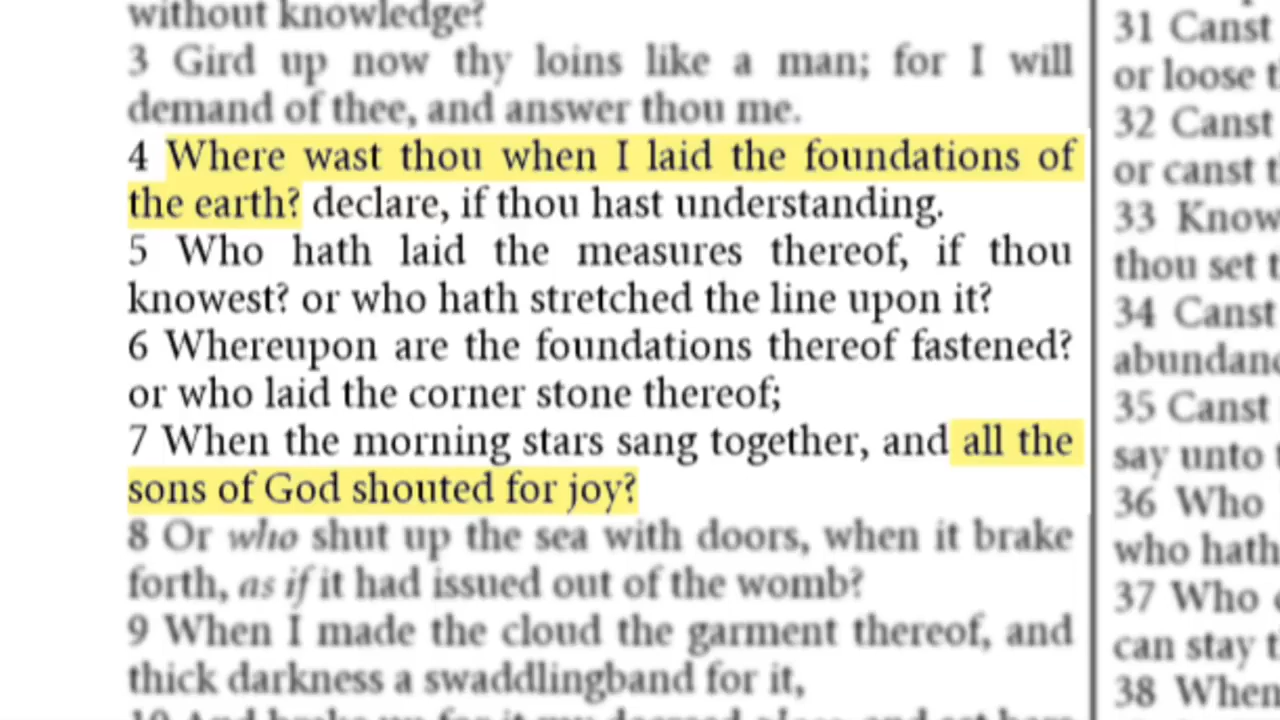 without knowledge?
3 Gird up now thy loins like a man; for I will
demand of thee, and answer thou me.
4 Where wast thou when I laid the foundations of
the earth? declare, if thou hast understanding.
5 Who hath laid the measures thereof, if thou
knowest? or who hath stretched the line upon it?
6 Whereupon are the foundations thereof fastened?
or who laid the corner stone thereof;
7 When the morning stars sang together, and all the
sons of God shouted for joy?
8 Or who shut up the sea with doors, when it brake
forth, as if it had issued out of the womb?
9 When I made the cloud the garment thereof, and
thick darkness a swaddlingband for it,
31 Canst
or loose
32 Canst
or canst
33 Know
thou set
34 Canst
abundanc
35 Canst
say unto
36 Who
who hath
37 Who
can stay
38 When